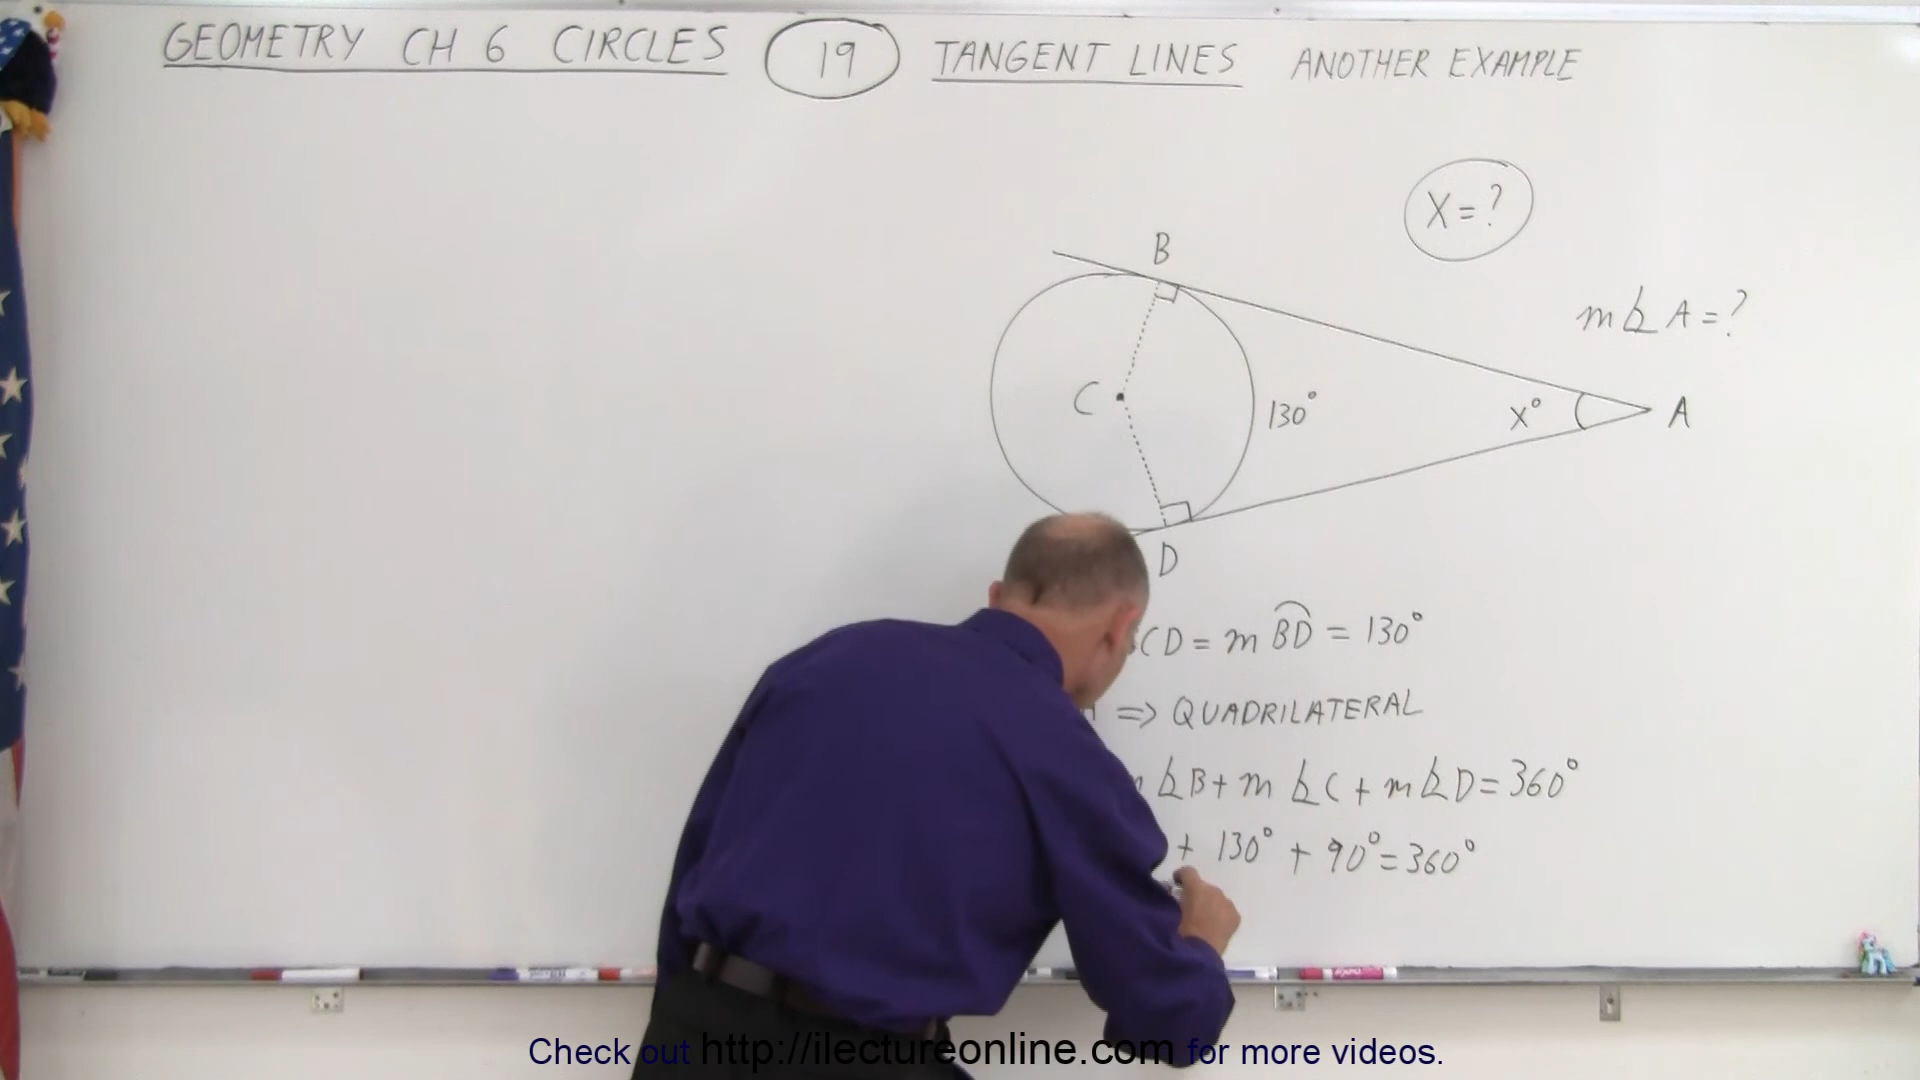 GEOMETRY CH 6 CIRCLES 19 TANGENT LINES ANOTHER EXAMPLE
X = ?
B
m∠A = ?
C
130°
x°
A
D
CD = m BD = 130°
⇒ QUADRILATERAL
∠B + m∠C + m∠D = 360°
+ 130° + 90° = 360°
Check out http://ilectureonline.com for more videos.